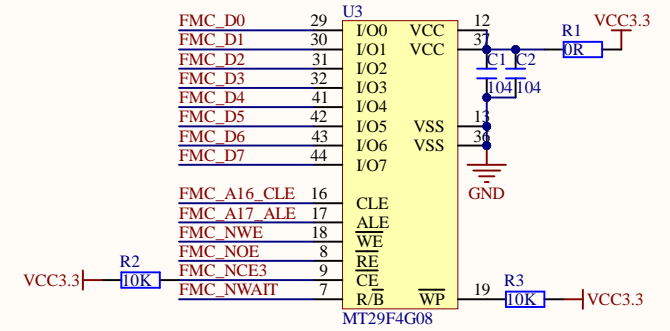 U3
FMC_D0 29 I/O0 VCC 12 VCC3.3
FMC_D1 30 I/O1 VCC 37 R1 0R
FMC_D2 31 I/O2 C1 C2
FMC_D3 32 I/O3 104 104
FMC_D4 41 I/O4
FMC_D5 42 I/O5 VSS 13
FMC_D6 43 I/O6 VSS 36
FMC_D7 44 I/O7
GND
FMC_A16_CLE 16 CLE
FMC_A17_ALE 17 ALE
FMC_NWE 18 WE
FMC_NOE 8 RE
VCC3.3 R2 10K FMC_NCE3 9 CE
FMC_NWAIT 7 R/B WP 19 R3 10K VCC3.3
MT29F4G08